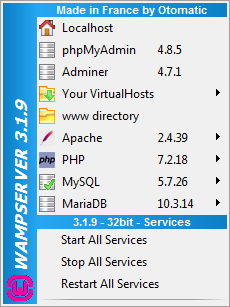 Made in France by Otomatic
Localhost
phpMyAdmin 4.8.5
Adminer 4.7.1
Your VirtualHosts
www directory
Apache 2.4.39
php PHP 7.2.18
MySQL 5.7.26
MariaDB 10.3.14
3.1.9 - 32bit - Services
Start All Services
Stop All Services
Restart All Services
WAMPSERVER 3.1.9